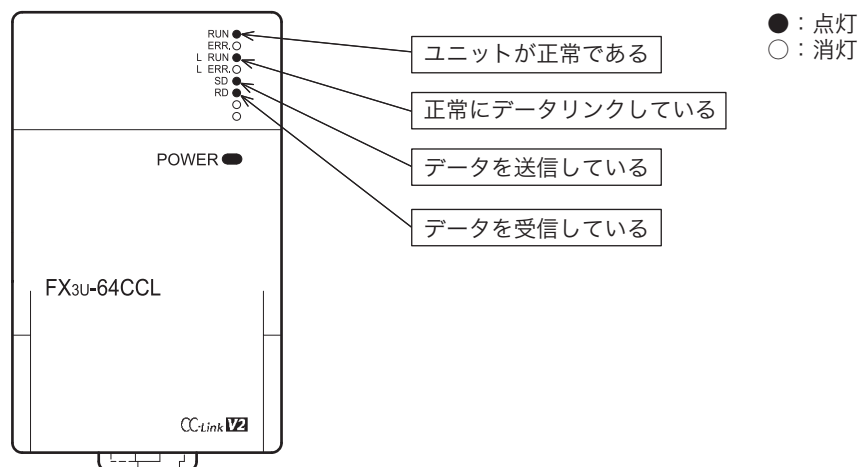 RUN
ERR.
L RUN
L ERR.
SD
RD
POWER
FX3U-64CCL
CC-Link V2
ユニットが正常である
正常にデータリンクしている
データを送信している
データを受信している
●：点灯
○：消灯